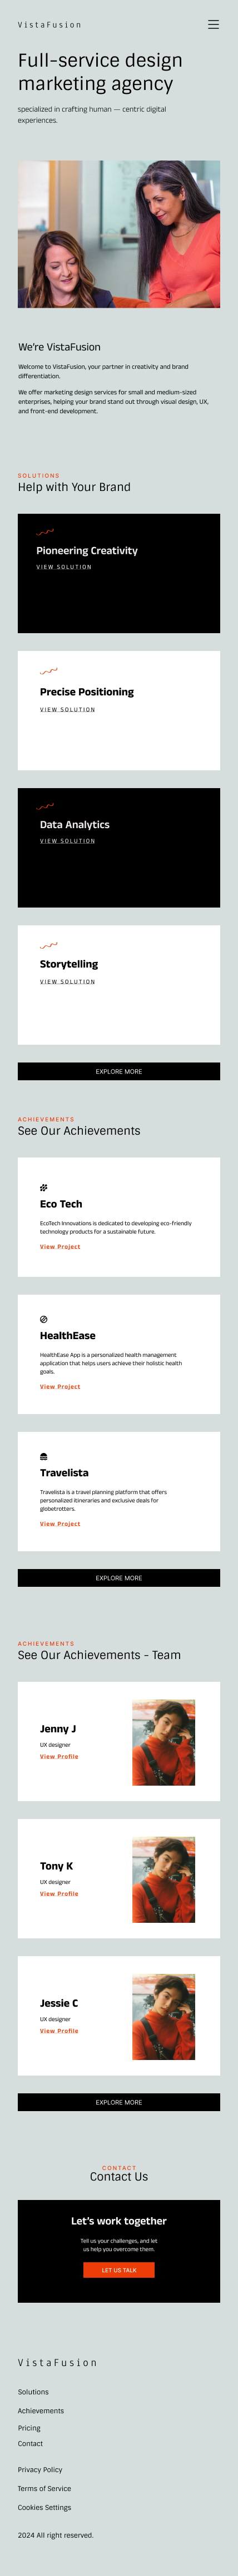 VistaFusion
Full-service design
marketing agency
specialized in crafting human — centric digital
experiences.
We're VistaFusion
Welcome to VistaFusion, your partner in creativity and brand
differentiation.
We offer marketing design services for small and medium-sized
enterprises, helping your brand stand out through visual design, UX,
and front-end development.
SOLUTIONS
Help with Your Brand
Pioneering Creativity
VIEW SOLUTION
Precise Positioning
VIEW SOLUTION
Data Analytics
VIEW SOLUTION
Storytelling
VIEW SOLUTION
EXPLORE MORE
ACHIEVEMENTS
See Our Achievements
Eco Tech
EcoTech Innovations is dedicated to developing eco-friendly
technology products for a sustainable future.
View Project
HealthEase
HealthEase App is a personalized health management
application that helps users achieve their holistic health
goals.
View Project
Travelista
Travelista is a travel planning platform that offers
personalized itineraries and exclusive deals for
globetrotters.
View Project
EXPLORE MORE
ACHIEVEMENTS
See Our Achievements - Team
Jenny J
UX designer
View Profile
Tony K
UX designer
View Profile
Jessie C
UX designer
View Profile
EXPLORE MORE
CONTACT
Contact Us
Let's work together
Tell us your challenges, and let
us help you overcome them.
LET US TALK
VistaFusion
Solutions
Achievements
Pricing
Contact
Privacy Policy
Terms of Service
Cookies Settings
2024 All right reserved.